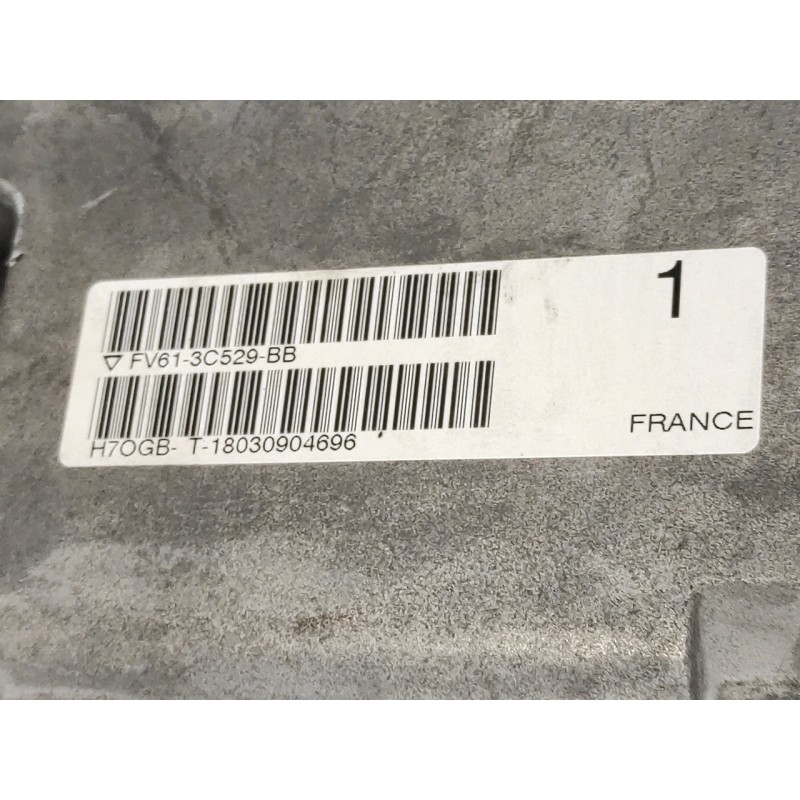 1
▽ FV61-3C529-BB
H7OGB- T-18030904696
FRANCE